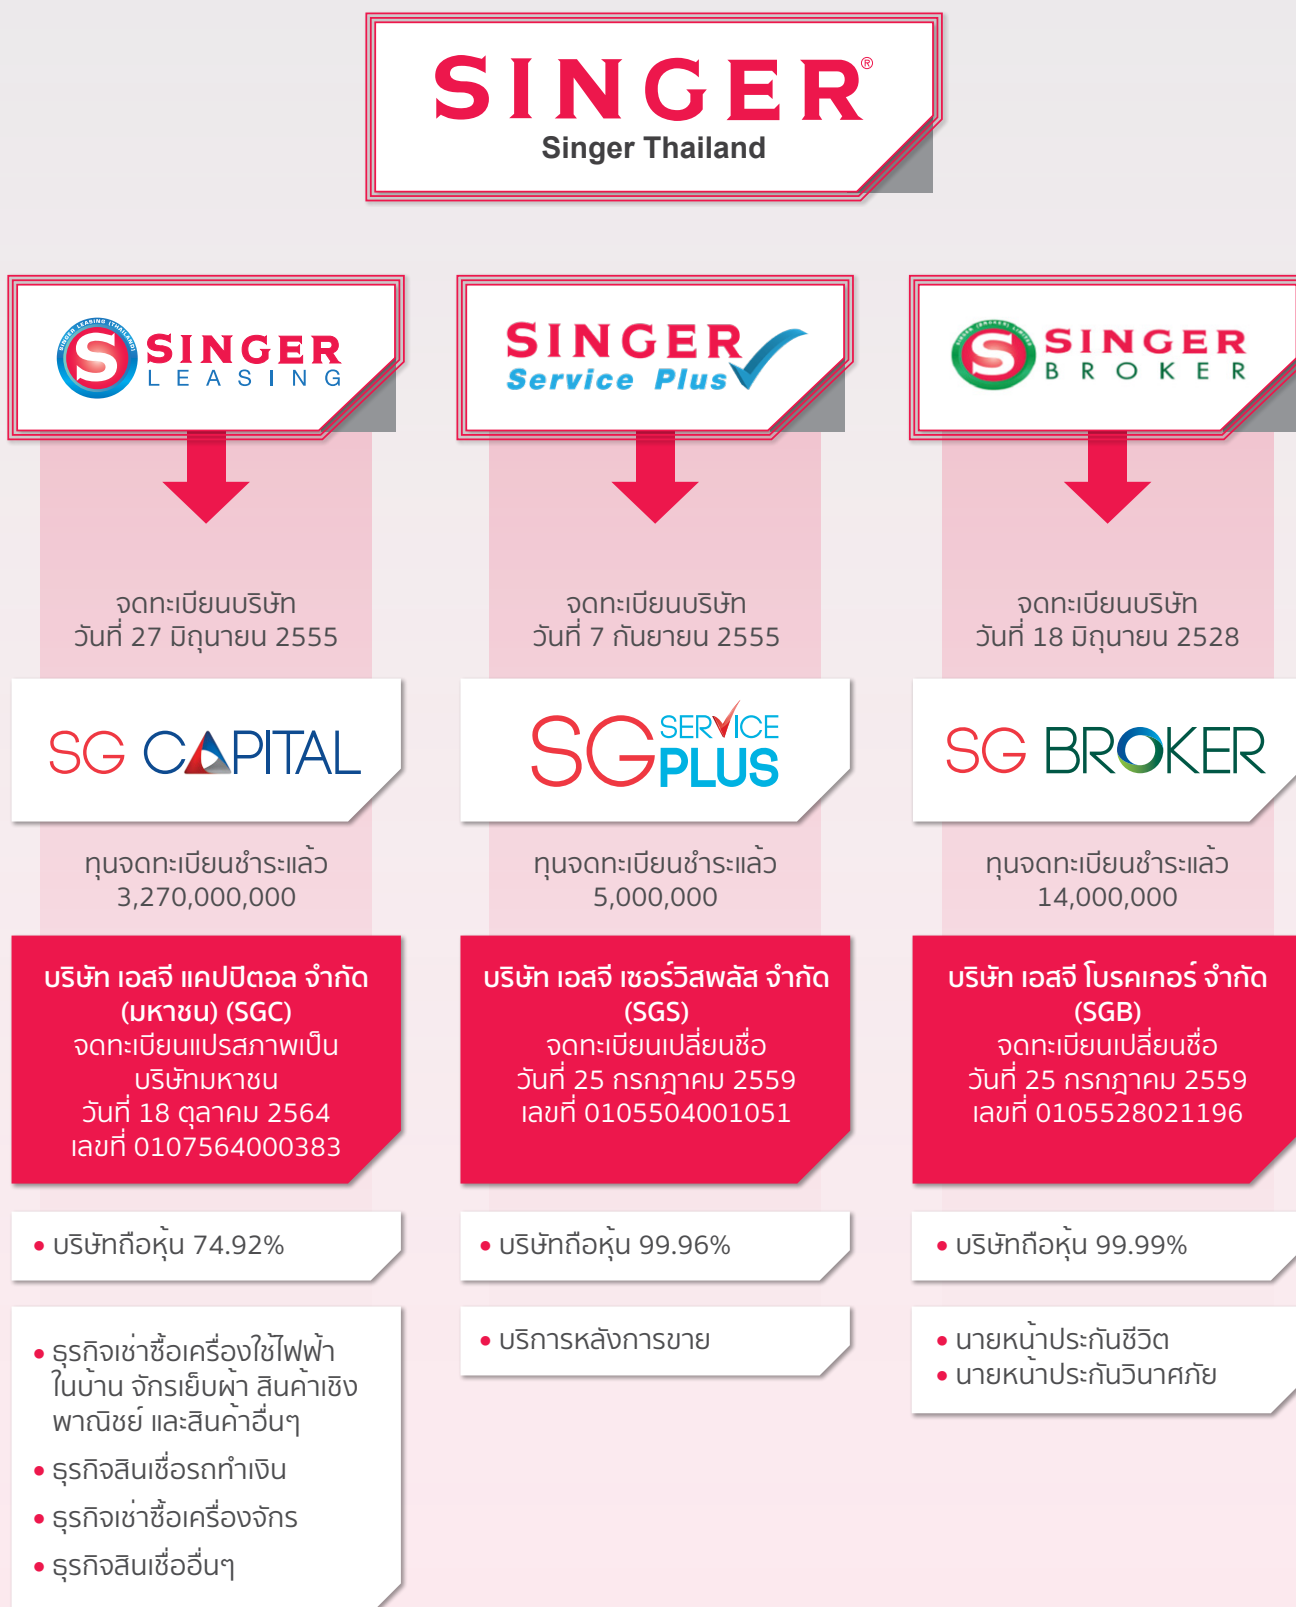 SINGER®
Singer Thailand
SINGER LEASING (THAILAND)
S
SINGER
LEASING
จดทะเบียนบริษัท
วันที่ 27 มิถุนายน 2555
SG CAPITAL
ทุนจดทะเบียนชำระแล้ว
3,270,000,000
บริษัท เอสจี แคปปิตอล จำกัด
(มหาชน) (SGC)
จดทะเบียนแปรสภาพเป็น
บริษัทมหาชน
วันที่ 18 ตุลาคม 2564
เลขที่ 0107564000383
• บริษัทถือหุ้น 74.92%
• ธุรกิจเช่าซื้อเครื่องใช้ไฟฟ้า
ในบ้าน จักรเย็บผ้า สินค้าเชิง
พาณิชย์ และสินค้าอื่นๆ
• ธุรกิจสินเชื่อรถทำเงิน
• ธุรกิจเช่าซื้อเครื่องจักร
• ธุรกิจสินเชื่ออื่นๆ
SINGER
Service Plus
จดทะเบียนบริษัท
วันที่ 7 กันยายน 2555
SG SERVICE
PLUS
ทุนจดทะเบียนชำระแล้ว
5,000,000
บริษัท เอสจี เซอร์วิสพลัส จำกัด
(SGS)
จดทะเบียนเปลี่ยนชื่อ
วันที่ 25 กรกฎาคม 2559
เลขที่ 0105504001051
• บริษัทถือหุ้น 99.96%
• บริการหลังการขาย
SINGER (BROKER) LIMITED
S
SINGER
BROKER
จดทะเบียนบริษัท
วันที่ 18 มิถุนายน 2528
SG BROKER
ทุนจดทะเบียนชำระแล้ว
14,000,000
บริษัท เอสจี โบรคเกอร์ จำกัด
(SGB)
จดทะเบียนเปลี่ยนชื่อ
วันที่ 25 กรกฎาคม 2559
เลขที่ 0105528021196
• บริษัทถือหุ้น 99.99%
• นายหน้าประกันชีวิต
• นายหน้าประกันวินาศภัย